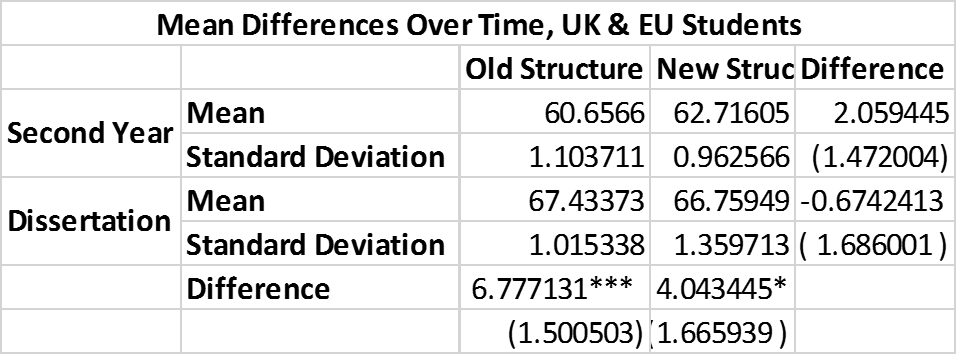 Mean Differences Over Time, UK & EU Students
Old Structure New Struc Difference
Second Year Mean 60.6566 62.71605 2.059445
Standard Deviation 1.103711 0.962566 (1.472004)
Dissertation Mean 67.43373 66.75949 -0.6742413
Standard Deviation 1.015338 1.359713 ( 1.686001 )
Difference 6.777131*** 4.043445*
(1.500503) (1.665939 )